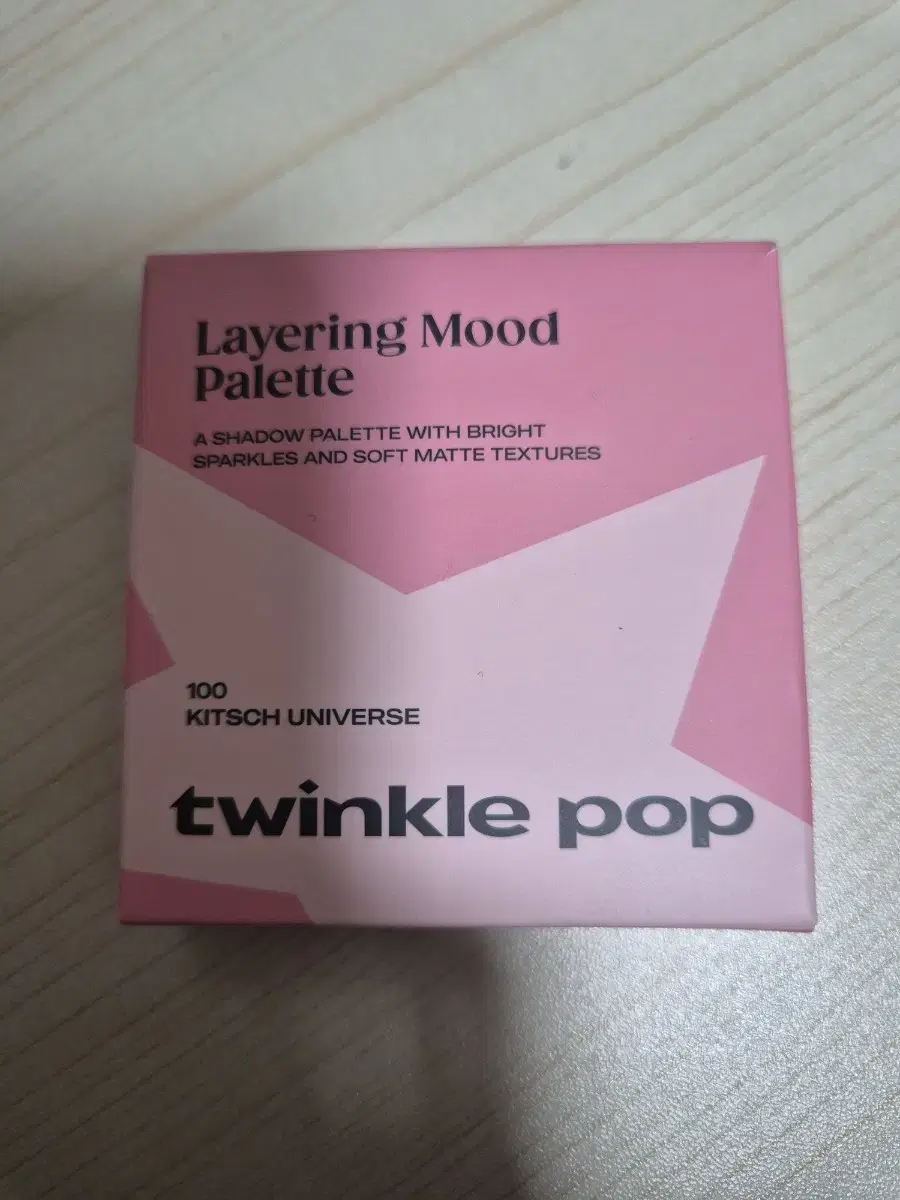 Layering Mood
Palette
A SHADOW PALETTE WITH BRIGHT
SPARKLES AND SOFT MATTE TEXTURES
100
KITSCH UNIVERSE
twinkle pop